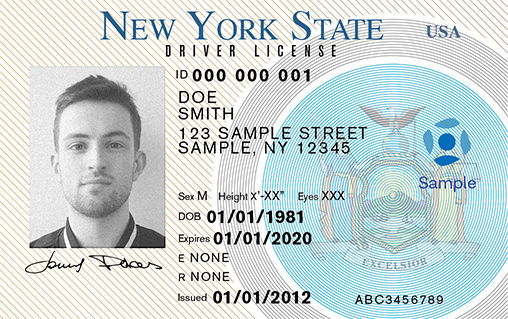 NEW YORK STATE USA
DRIVER LICENSE
ID 000 000 001
DOE
SMITH
123 SAMPLE STREET
SAMPLE, NY 12345
Sample
Sex M Height X'-XX" Eyes XXX
DOB 01/01/1981
Expires 01/01/2020
E NONE
R NONE
EXCELSIOR
Issued 01/01/2012
ABC3456789